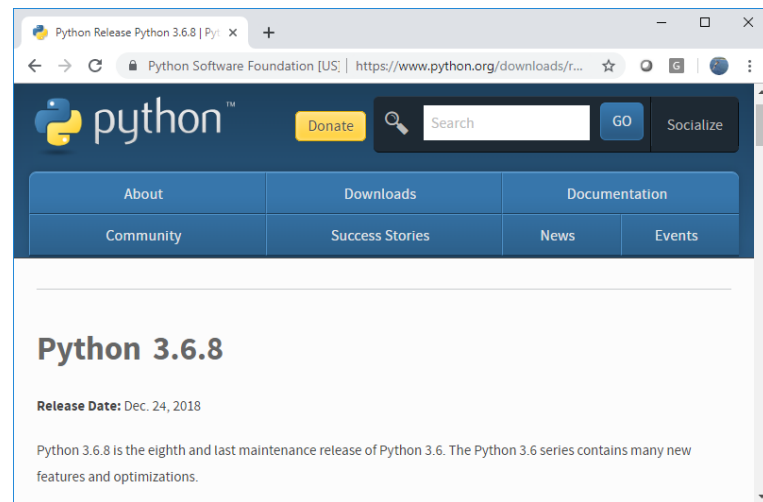 Python Release Python 3.6.8 | Pyt
Python Software Foundation [US] | https://www.python.org/downloads/r...
G
python™
Donate
Search
GO
Socialize
About
Downloads
Documentation
Community
Success Stories
News
Events
Python 3.6.8
Release Date: Dec. 24, 2018
Python 3.6.8 is the eighth and last maintenance release of Python 3.6. The Python 3.6 series contains many new
features and optimizations.